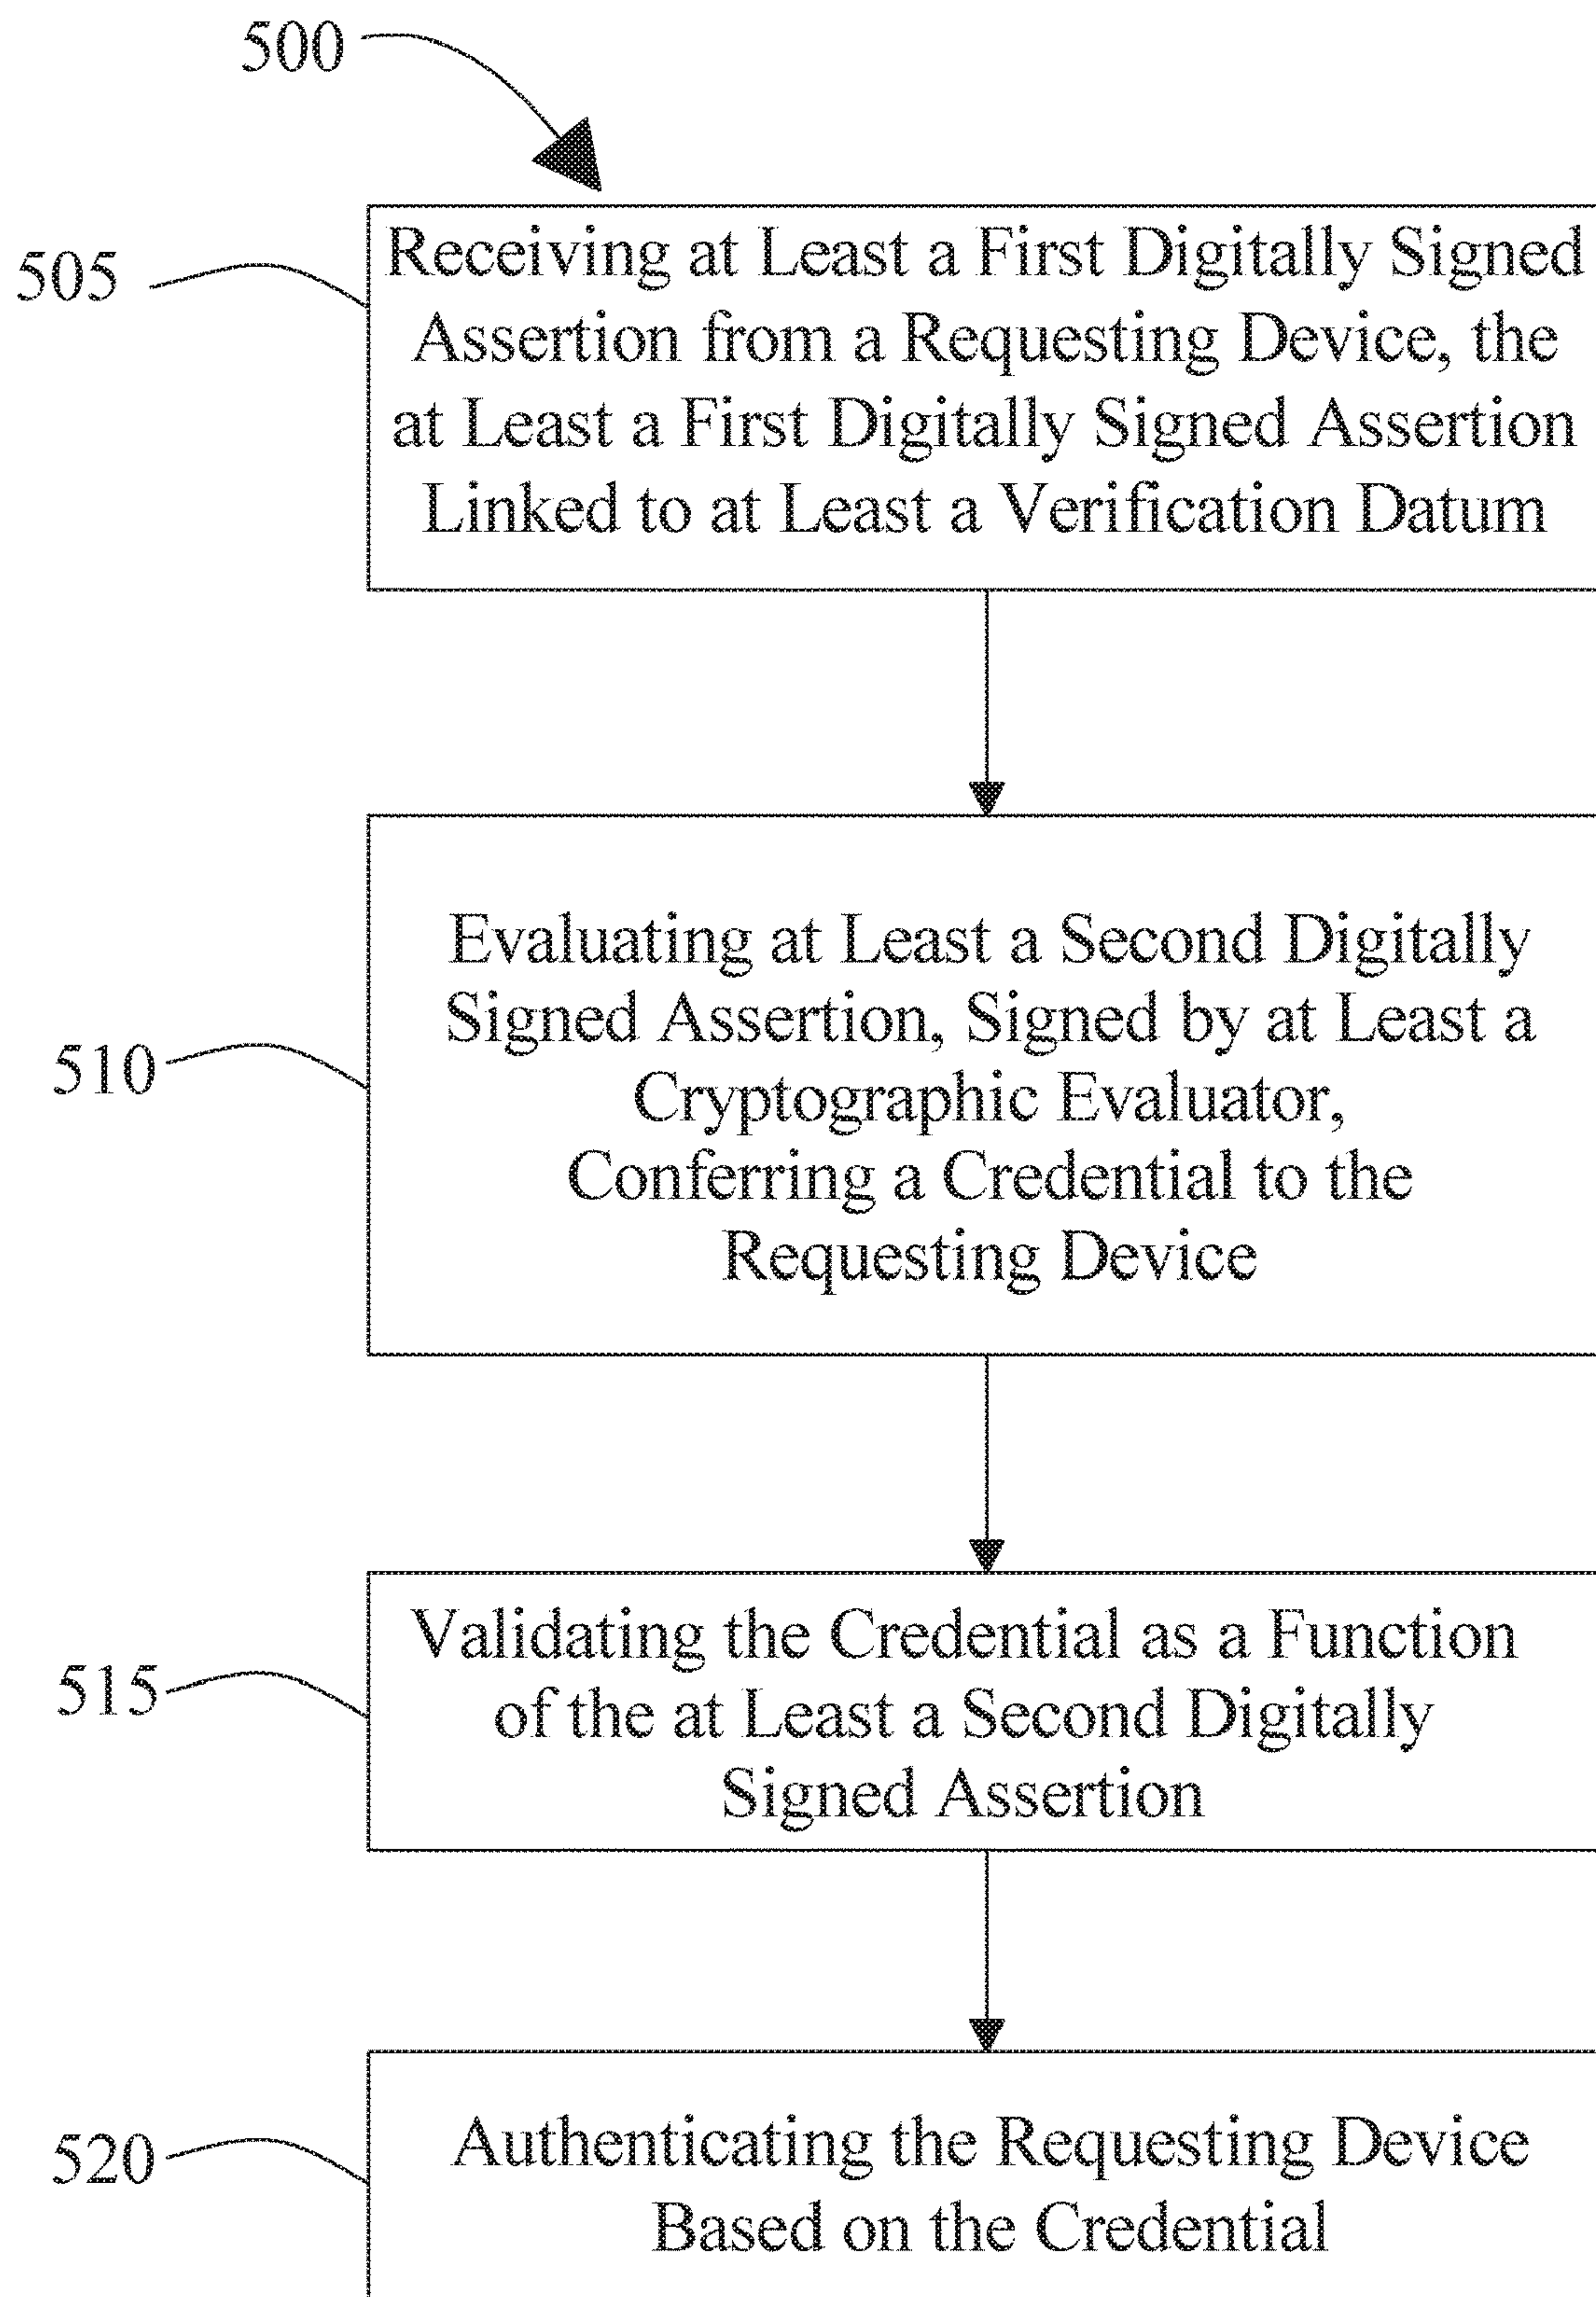 500
505
Receiving at Least a First Digitally Signed
Assertion from a Requesting Device, the
at Least a First Digitally Signed Assertion
Linked to at Least a Verification Datum
510
Evaluating at Least a Second Digitally
Signed Assertion, Signed by at Least a
Cryptographic Evaluator,
Conferring a Credential to the
Requesting Device
515
Validating the Credential as a Function
of the at Least a Second Digitally
Signed Assertion
520
Authenticating the Requesting Device
Based on the Credential